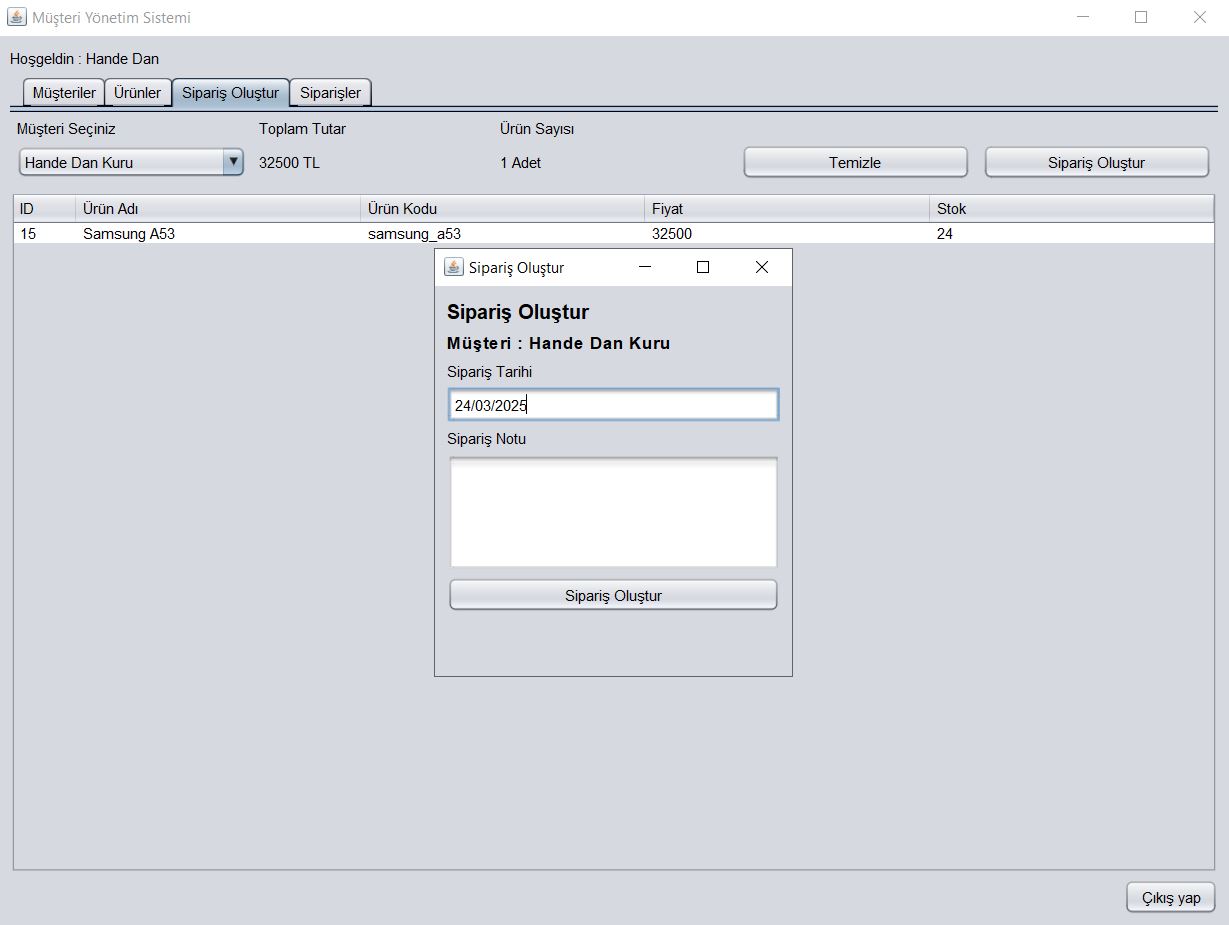 Müşteri Yönetim Sistemi
Hoşgeldin : Hande Dan
Müşteriler Ürünler Sipariş Oluştur Siparişler
Müşteri Seçiniz Toplam Tutar Ürün Sayısı
Hande Dan Kuru 32500 TL 1 Adet Temizle Sipariş Oluştur
ID Ürün Adı Ürün Kodu Fiyat Stok
15 Samsung A53 samsung_a53 32500 24
Sipariş Oluştur
Sipariş Oluştur
Müşteri : Hande Dan Kuru
Sipariş Tarihi
24/03/2025
Sipariş Notu
Sipariş Oluştur
Çıkış yap